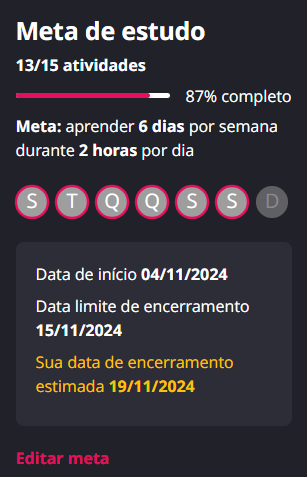 Meta de estudo
13/15 atividades
87% completo
Meta: aprender 6 dias por semana
durante 2 horas por dia
S T Q Q S S D
Data de início 04/11/2024
Data limite de encerramento
15/11/2024
Sua data de encerramento
estimada 19/11/2024
Editar meta